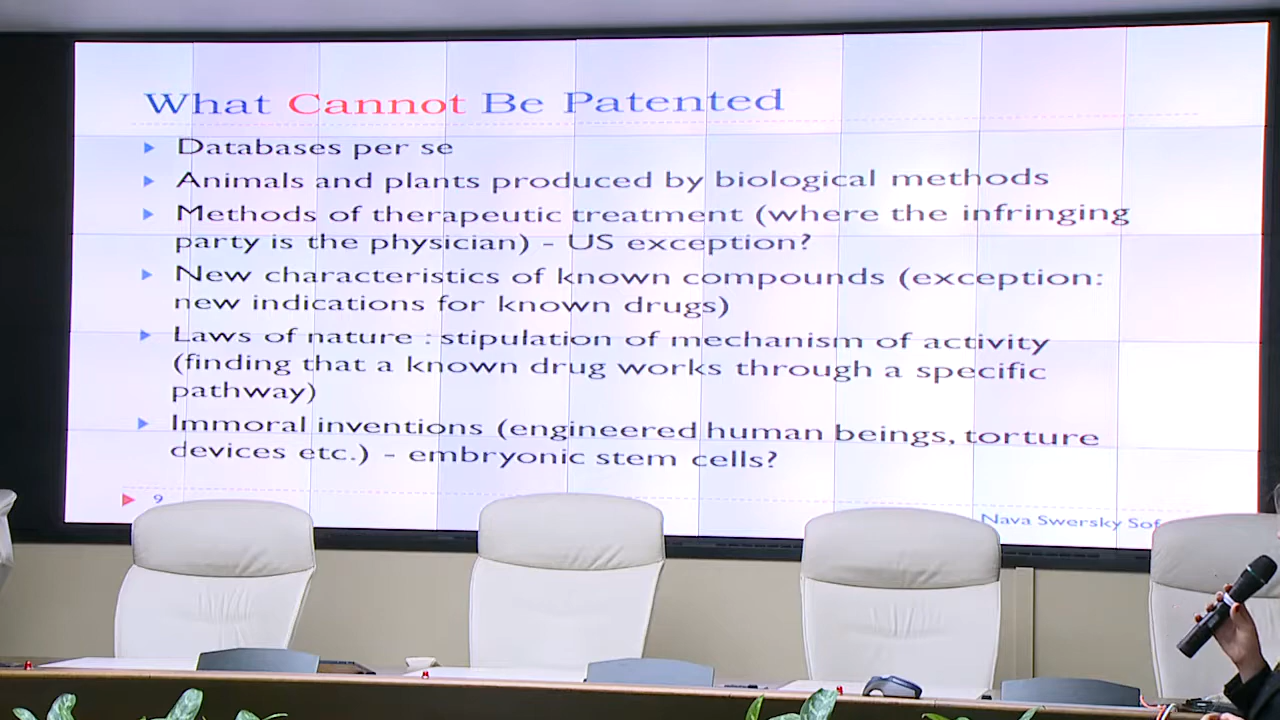 What Cannot Be Patented
Databases per se
Animals and plants produced by biological methods
Methods of therapeutic treatment (where the infringing
party is the physician) - US exception?
New characteristics of known compounds (exception:
new indications for known drugs)
Laws of nature : stipulation of mechanism of activity
(finding that a known drug works through a specific
pathway)
Immoral inventions (engineered human beings, torture
devices etc.) - embryonic stem cells?
9
Nava Swersky